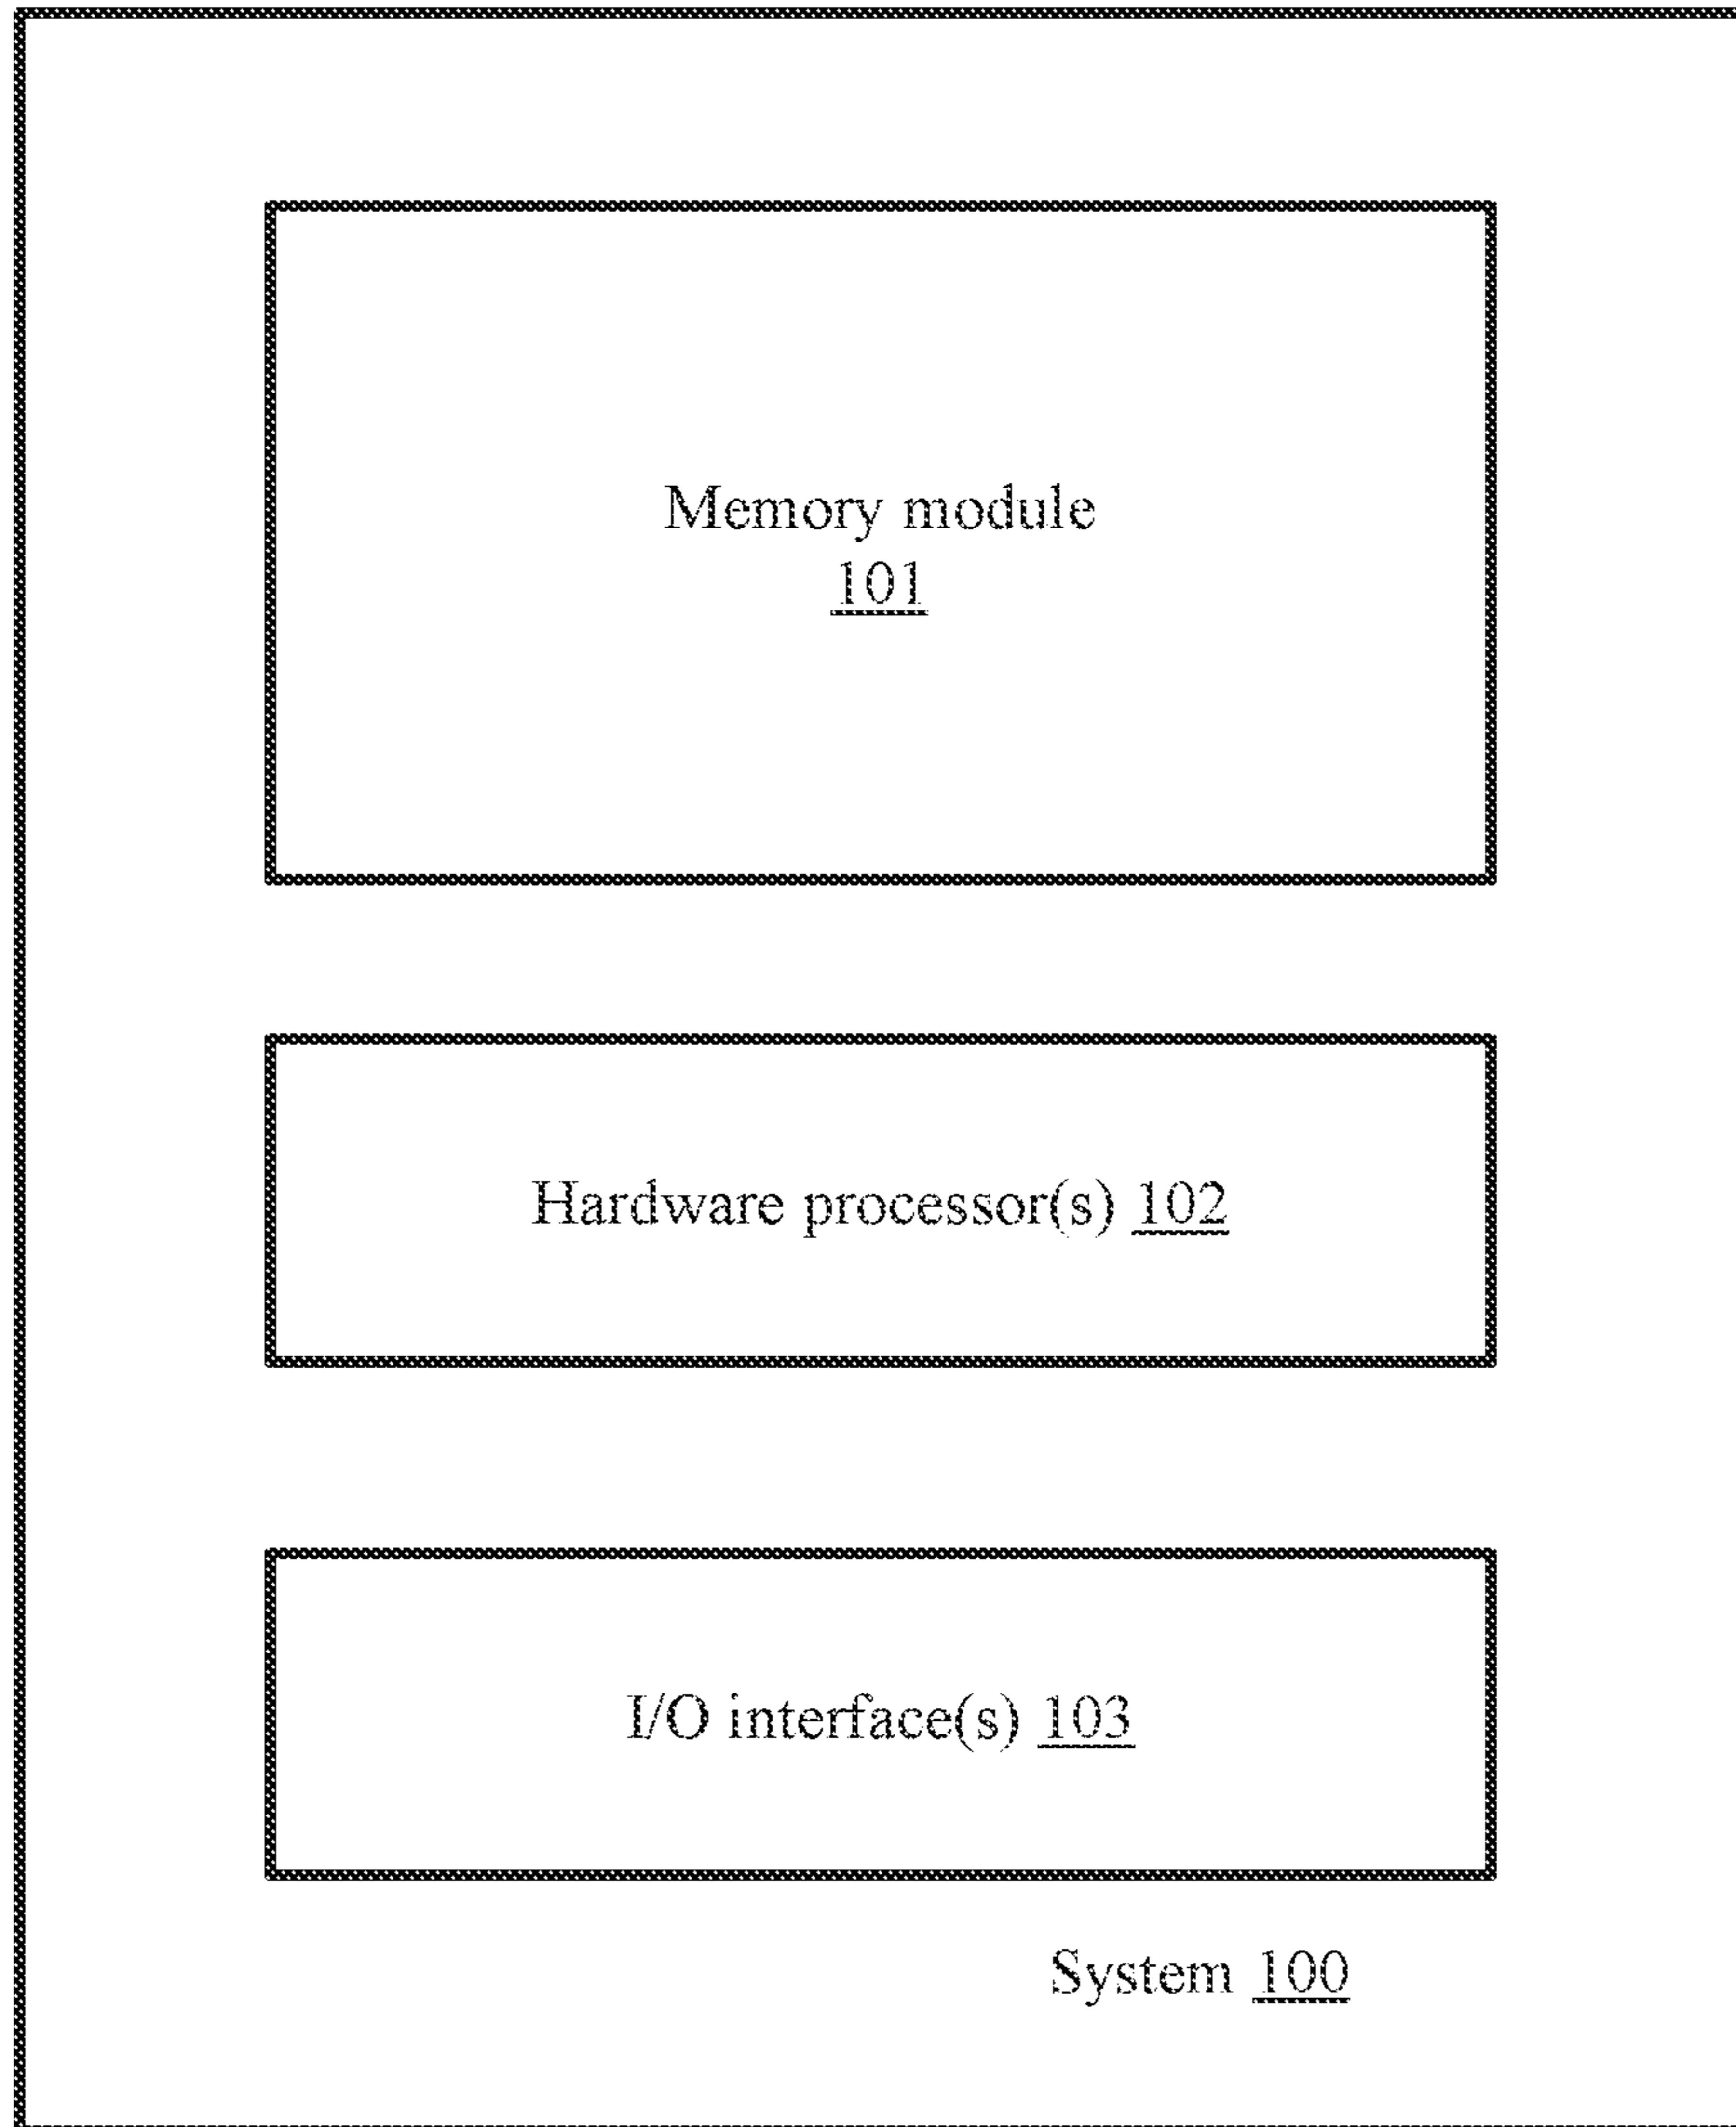 Memory module
101
Hardware processor(s) 102
I/O interface(s) 103
System 100